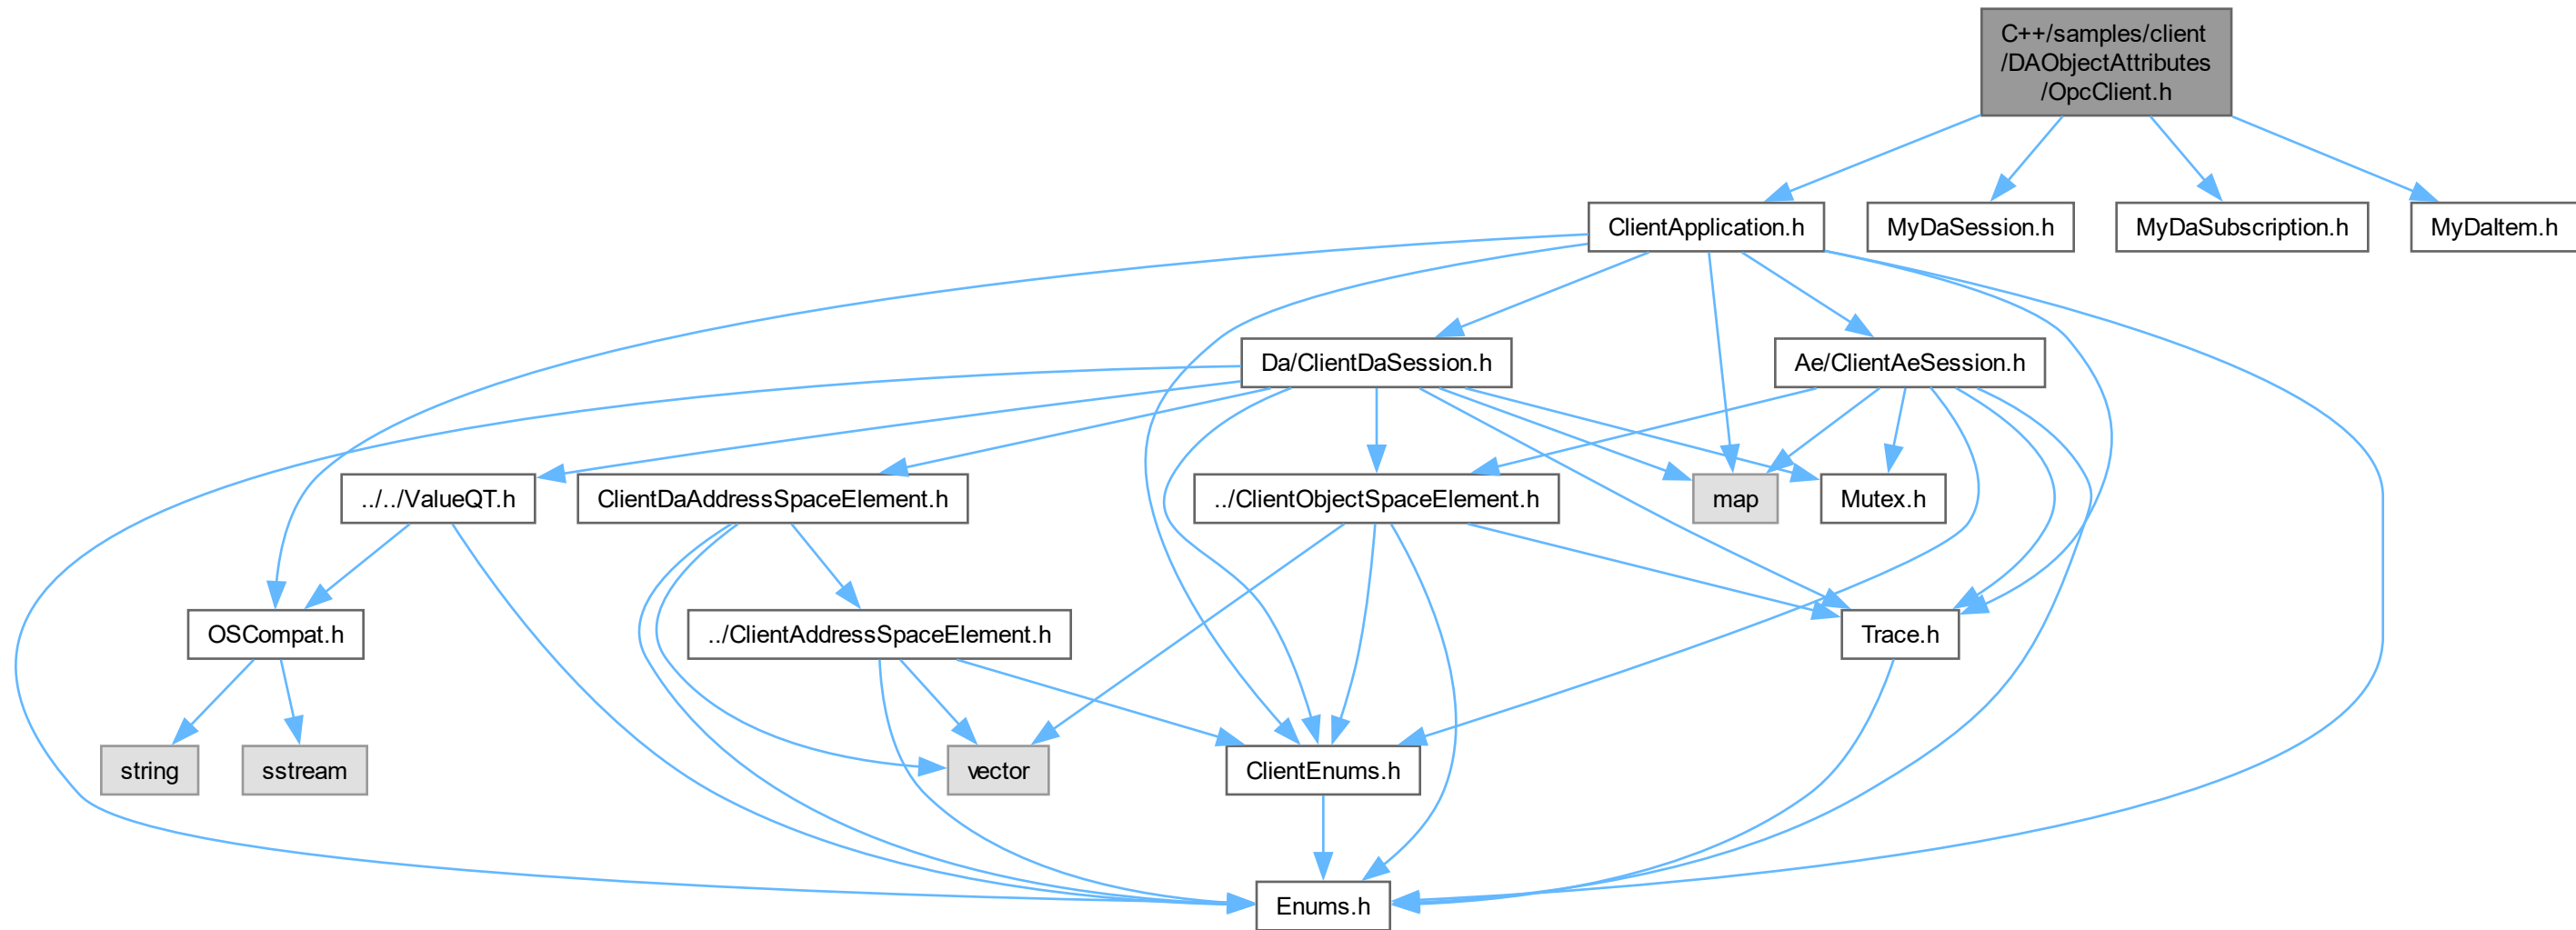 C++/samples/client
/DAObjectAttributes
/OpcClient.h
ClientApplication.h
MyDaSession.h
MyDaSubscription.h
MyDaItem.h
Da/ClientDaSession.h
Ae/ClientAeSession.h
../../ValueQT.h
ClientDaAddressSpaceElement.h
../ClientObjectSpaceElement.h
map
Mutex.h
OSCompat.h
../ClientAddressSpaceElement.h
Trace.h
string
sstream
vector
ClientEnums.h
Enums.h